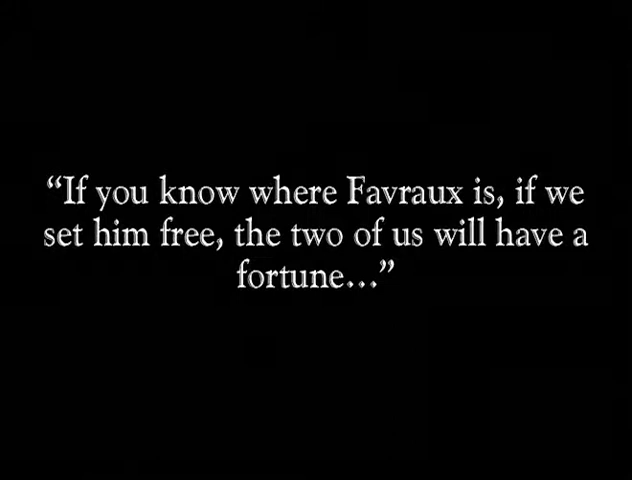 “If you know where Favraux is, if we
set him free, the two of us will have a
fortune…”